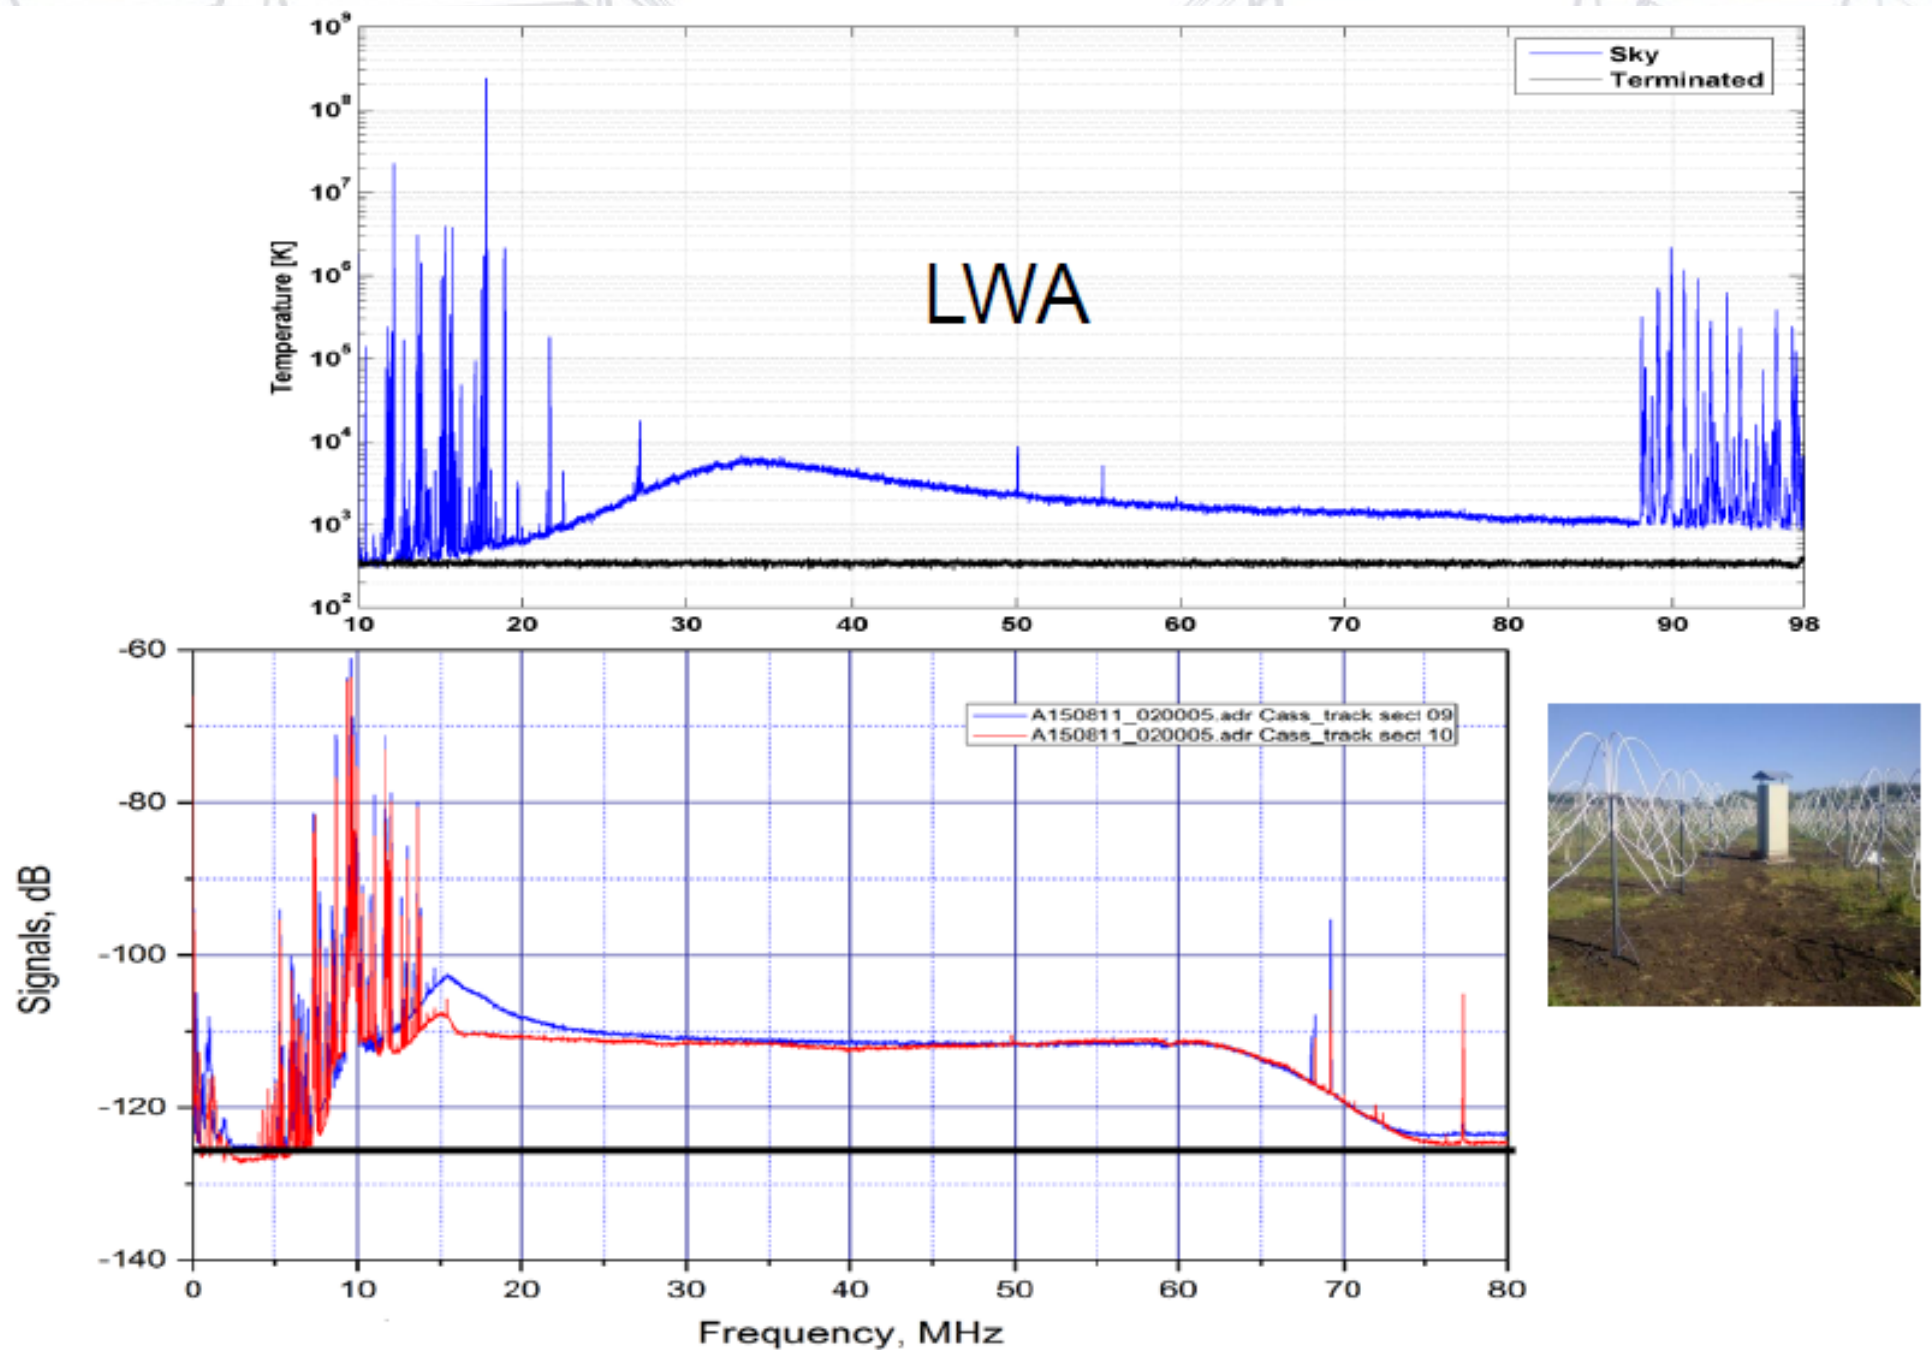 10⁹
Sky
Terminated
10⁸
10⁷
10⁶
10⁵
10⁴
10³
10²
Temperature [K]
LWA
10 20 30 40 50 60 70 80 90 98
-60
-80
-100
-120
-140
Signals, dB
A150811_020005.adr Cass_track sect 09
A150811_020005.adr Cass_track sect 10
0 10 20 30 40 50 60 70 80
Frequency, MHz